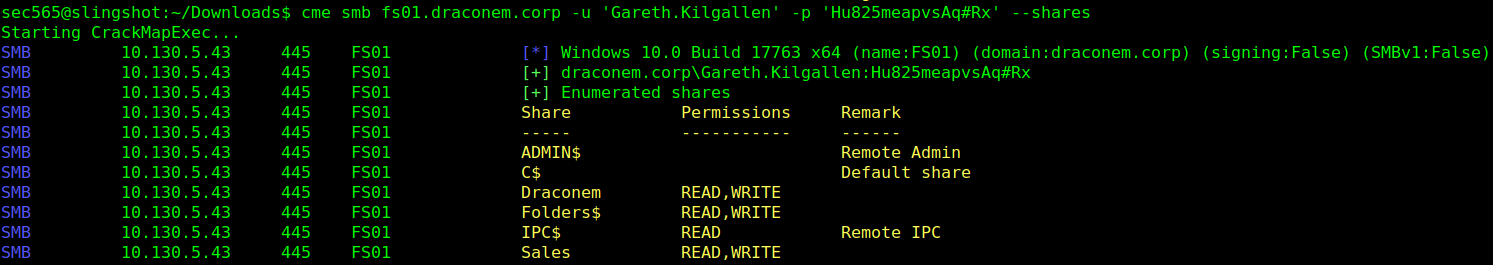 sec565@slingshot:~/Downloads$ cme smb fs01.draconem.corp -u 'Gareth.Kilgallen' -p 'Hu825meapvsAq#Rx' --shares
Starting CrackMapExec...
SMB         10.130.5.43     445    FS01             [*] Windows 10.0 Build 17763 x64 (name:FS01) (domain:draconem.corp) (signing:False) (SMBv1:False)
SMB         10.130.5.43     445    FS01             [+] draconem.corp\Gareth.Kilgallen:Hu825meapvsAq#Rx
SMB         10.130.5.43     445    FS01             [+] Enumerated shares
SMB         10.130.5.43     445    FS01             Share           Permissions     Remark
SMB         10.130.5.43     445    FS01             -----           -----------     ------
SMB         10.130.5.43     445    FS01             ADMIN$                          Remote Admin
SMB         10.130.5.43     445    FS01             C$                              Default share
SMB         10.130.5.43     445    FS01             Draconem        READ,WRITE
SMB         10.130.5.43     445    FS01             Folders$        READ,WRITE
SMB         10.130.5.43     445    FS01             IPC$            READ            Remote IPC
SMB         10.130.5.43     445    FS01             Sales           READ,WRITE